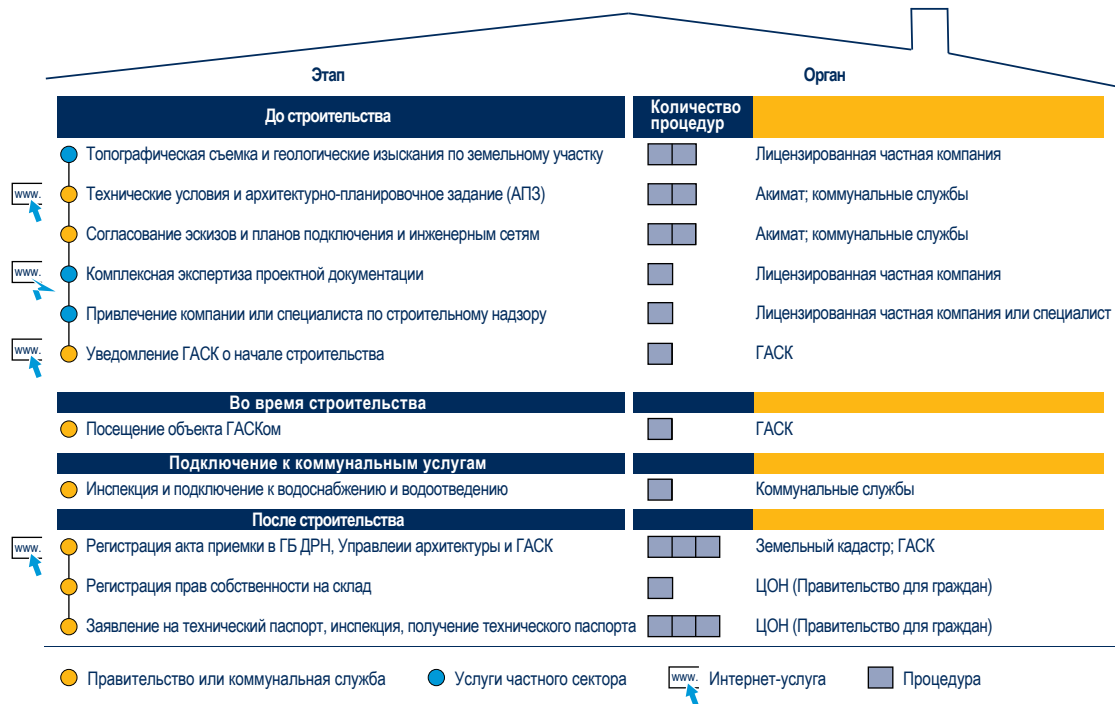 Этап Орган
До строительства Количество процедур
Топографическая съемка и геологические изыскания по земельному участку Лицензированная частная компания
www. Технические условия и архитектурно-планировочное задание (АПЗ) Акимат; коммунальные службы
Согласование эскизов и планов подключения и инженерным сетям Акимат; коммунальные службы
www. Комплексная экспертиза проектной документации Лицензированная частная компания
Привлечение компании или специалиста по строительному надзору Лицензированная частная компания или специалист
www. Уведомление ГАСК о начале строительства ГАСК
Во время строительства
Посещение объекта ГАСКом ГАСК
Подключение к коммунальным услугам
Инспекция и подключение к водоснабжению и водоотведению Коммунальные службы
После строительства
www. Регистрация акта приемки в ГБ ДРН, Управлеии архитектуры и ГАСК Земельный кадастр; ГАСК
Регистрация прав собственности на склад ЦОН (Правительство для граждан)
Заявление на технический паспорт, инспекция, получение технического паспорта ЦОН (Правительство для граждан)
Правительство или коммунальная служба Услуги частного сектора www. Интернет-услуга Процедура